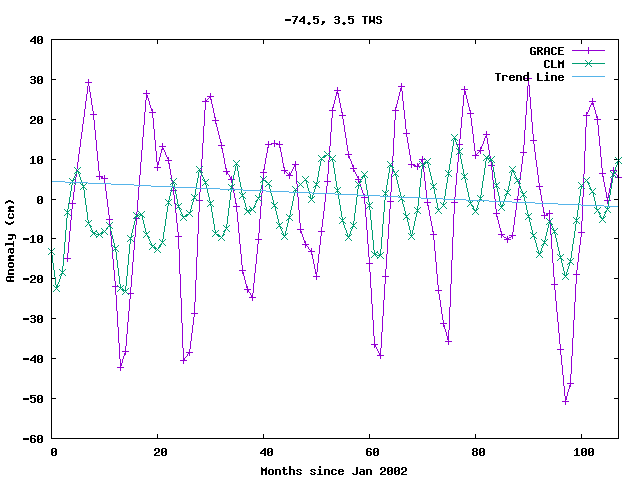 -74.5, 3.5 TWS
GRACE
CLM
Trend Line
40
30
20
10
0
-10
-20
-30
-40
-50
-60
Anomaly (cm)
0 20 40 60 80 100
Months since Jan 2002